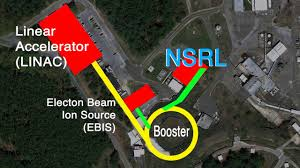 Linear
Accelerator
(LINAC)
NSRL
Electon Beam
Ion Source
(EBIS)
Booster